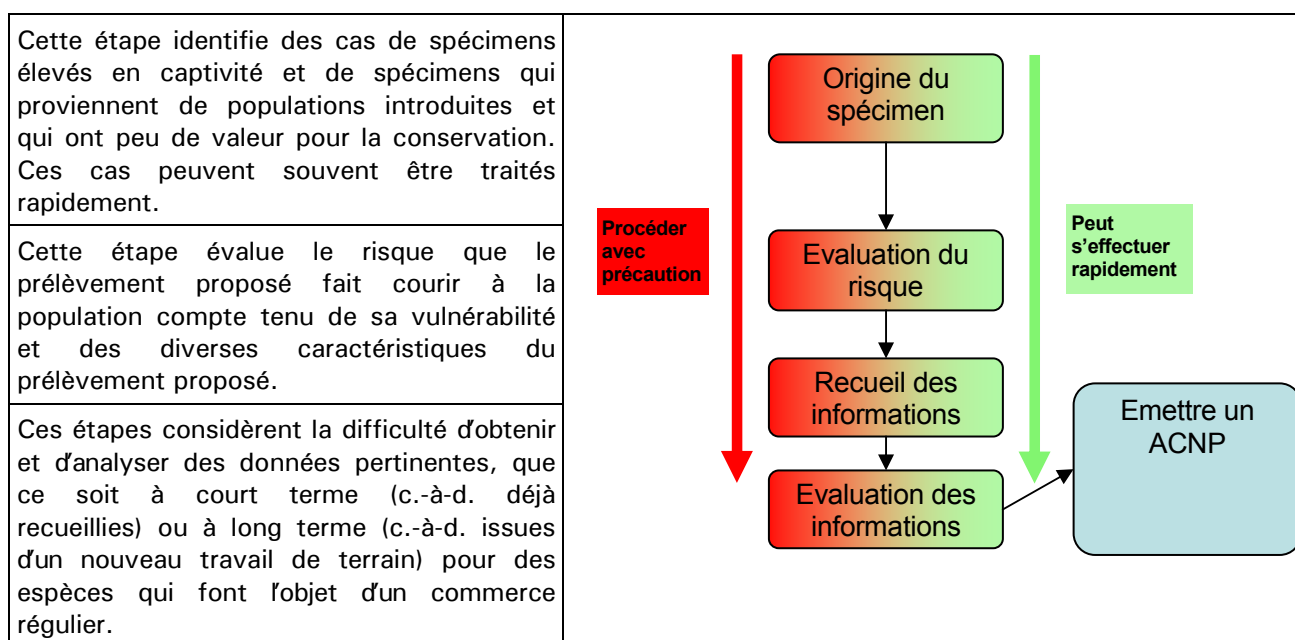 Cette étape identifie des cas de spécimens
élevés en captivité et de spécimens qui
proviennent de populations introduites et
qui ont peu de valeur pour la conservation.
Ces cas peuvent souvent être traités
rapidement.
Cette étape évalue le risque que le
prélèvement proposé fait courir à la
population compte tenu de sa vulnérabilité
et des diverses caractéristiques du
prélèvement proposé.
Ces étapes considèrent la difficulté d'obtenir
et d'analyser des données pertinentes, que
ce soit à court terme (c.-à-d. déjà
recueillies) ou à long terme (c.-à-d. issues
d'un nouveau travail de terrain) pour des
espèces qui font l'objet d'un commerce
régulier.
Origine du
spécimen
Procéder
avec
précaution
Evaluation du
risque
Peut
s'effectuer
rapidement
Recueil des
informations
Evaluation des
informations
Emettre un
ACNP